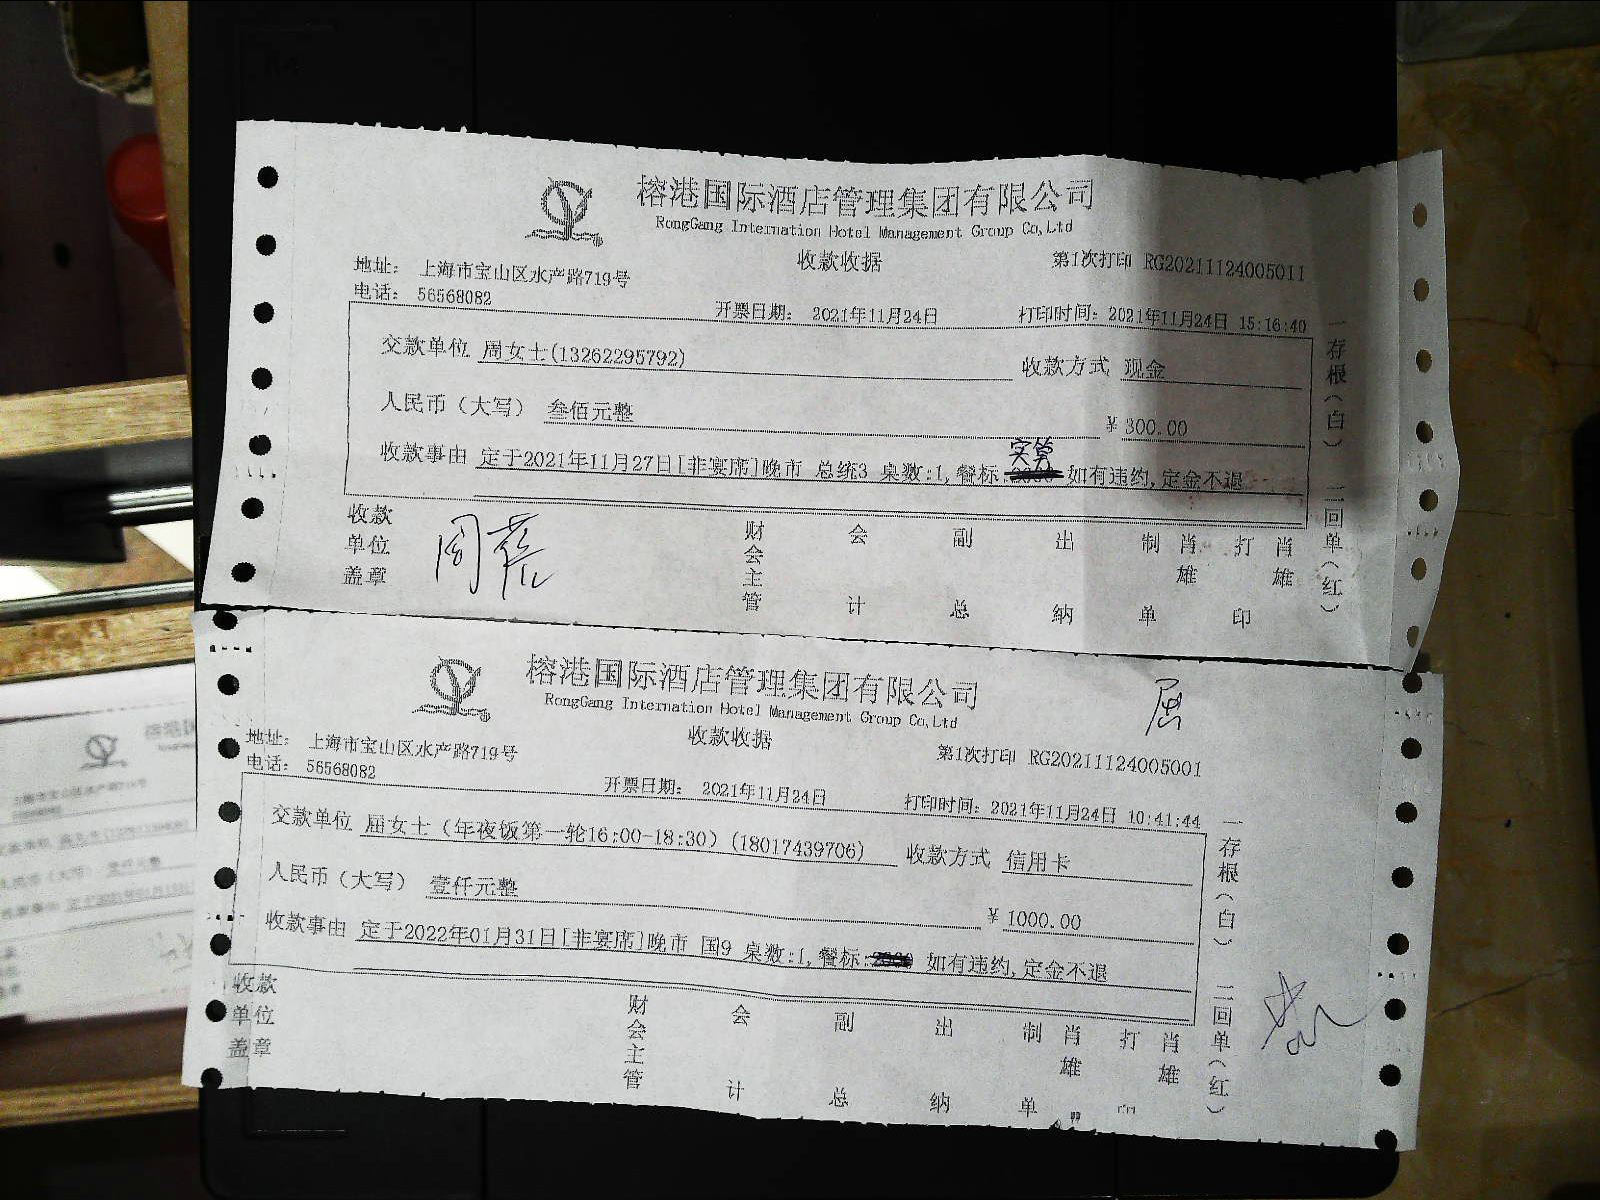 榕港国际酒店管理集团有限公司
RongGang Internation Hotel Management Group Co,Ltd
收款收据
第1次打印 RG20211124005011
地址： 上海市宝山区水产路719号
电话： 56568082
开票日期： 2021年11月24日
打印时间：2021年11月24日 15:16:40
交款单位 周女士(13262295792)
收款方式 现金
人民币（大写） 叁佰元整
￥300.00
实算
收款事由 定于2021年11月27日[非宴席]晚市 总统3 桌数:1,餐标: 如有违约,定金不退
一存根（白） 二回单（红）
收款单位盖章
财会主管
会计
副总
出纳
制单
肖雄
打印
肖雄
榕港国际酒店管理集团有限公司
RongGang Internation Hotel Management Group Co,Ltd
屈
收款收据
第1次打印 RG20211124005001
地址： 上海市宝山区水产路719号
电话： 56568082
开票日期： 2021年11月24日
打印时间：2021年11月24日 10:41:44
交款单位 屈女士（年夜饭第一轮16:00-18:30）(18017439706)
收款方式 信用卡
人民币（大写） 壹仟元整
￥1000.00
收款事由 定于2022年01月31日[非宴席]晚市 国9 桌数:1,餐标: 如有违约,定金不退
一存根（白） 二回单（红）
收款单位盖章
财会主管
会计
副总
出纳
制单
肖雄
打印
肖雄